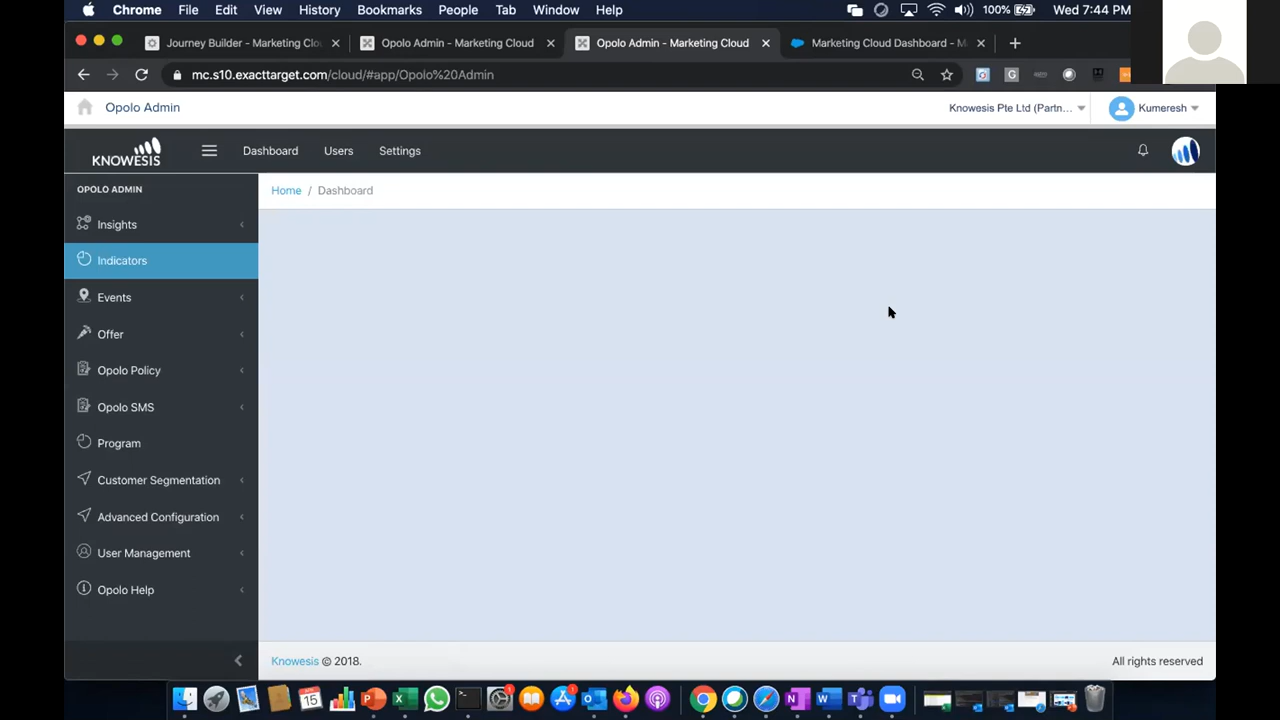 Chrome File Edit View History Bookmarks People Tab Window Help 100% Wed 7:44 PM
Journey Builder - Marketing Clo
Opolo Admin - Marketing Cloud
Opolo Admin - Marketing Cloud
Marketing Cloud Dashboard - M
mc.s10.exacttarget.com/cloud/#app/Opolo%20Admin
Opolo Admin
Knowesis Pte Ltd (Partn...
Kumeresh
KNOWESIS
Dashboard Users Settings
OPOLO ADMIN
Home / Dashboard
Insights
Indicators
Events
Offer
Opolo Policy
Opolo SMS
Program
Customer Segmentation
Advanced Configuration
User Management
Opolo Help
Knowesis © 2018.
All rights reserved
15